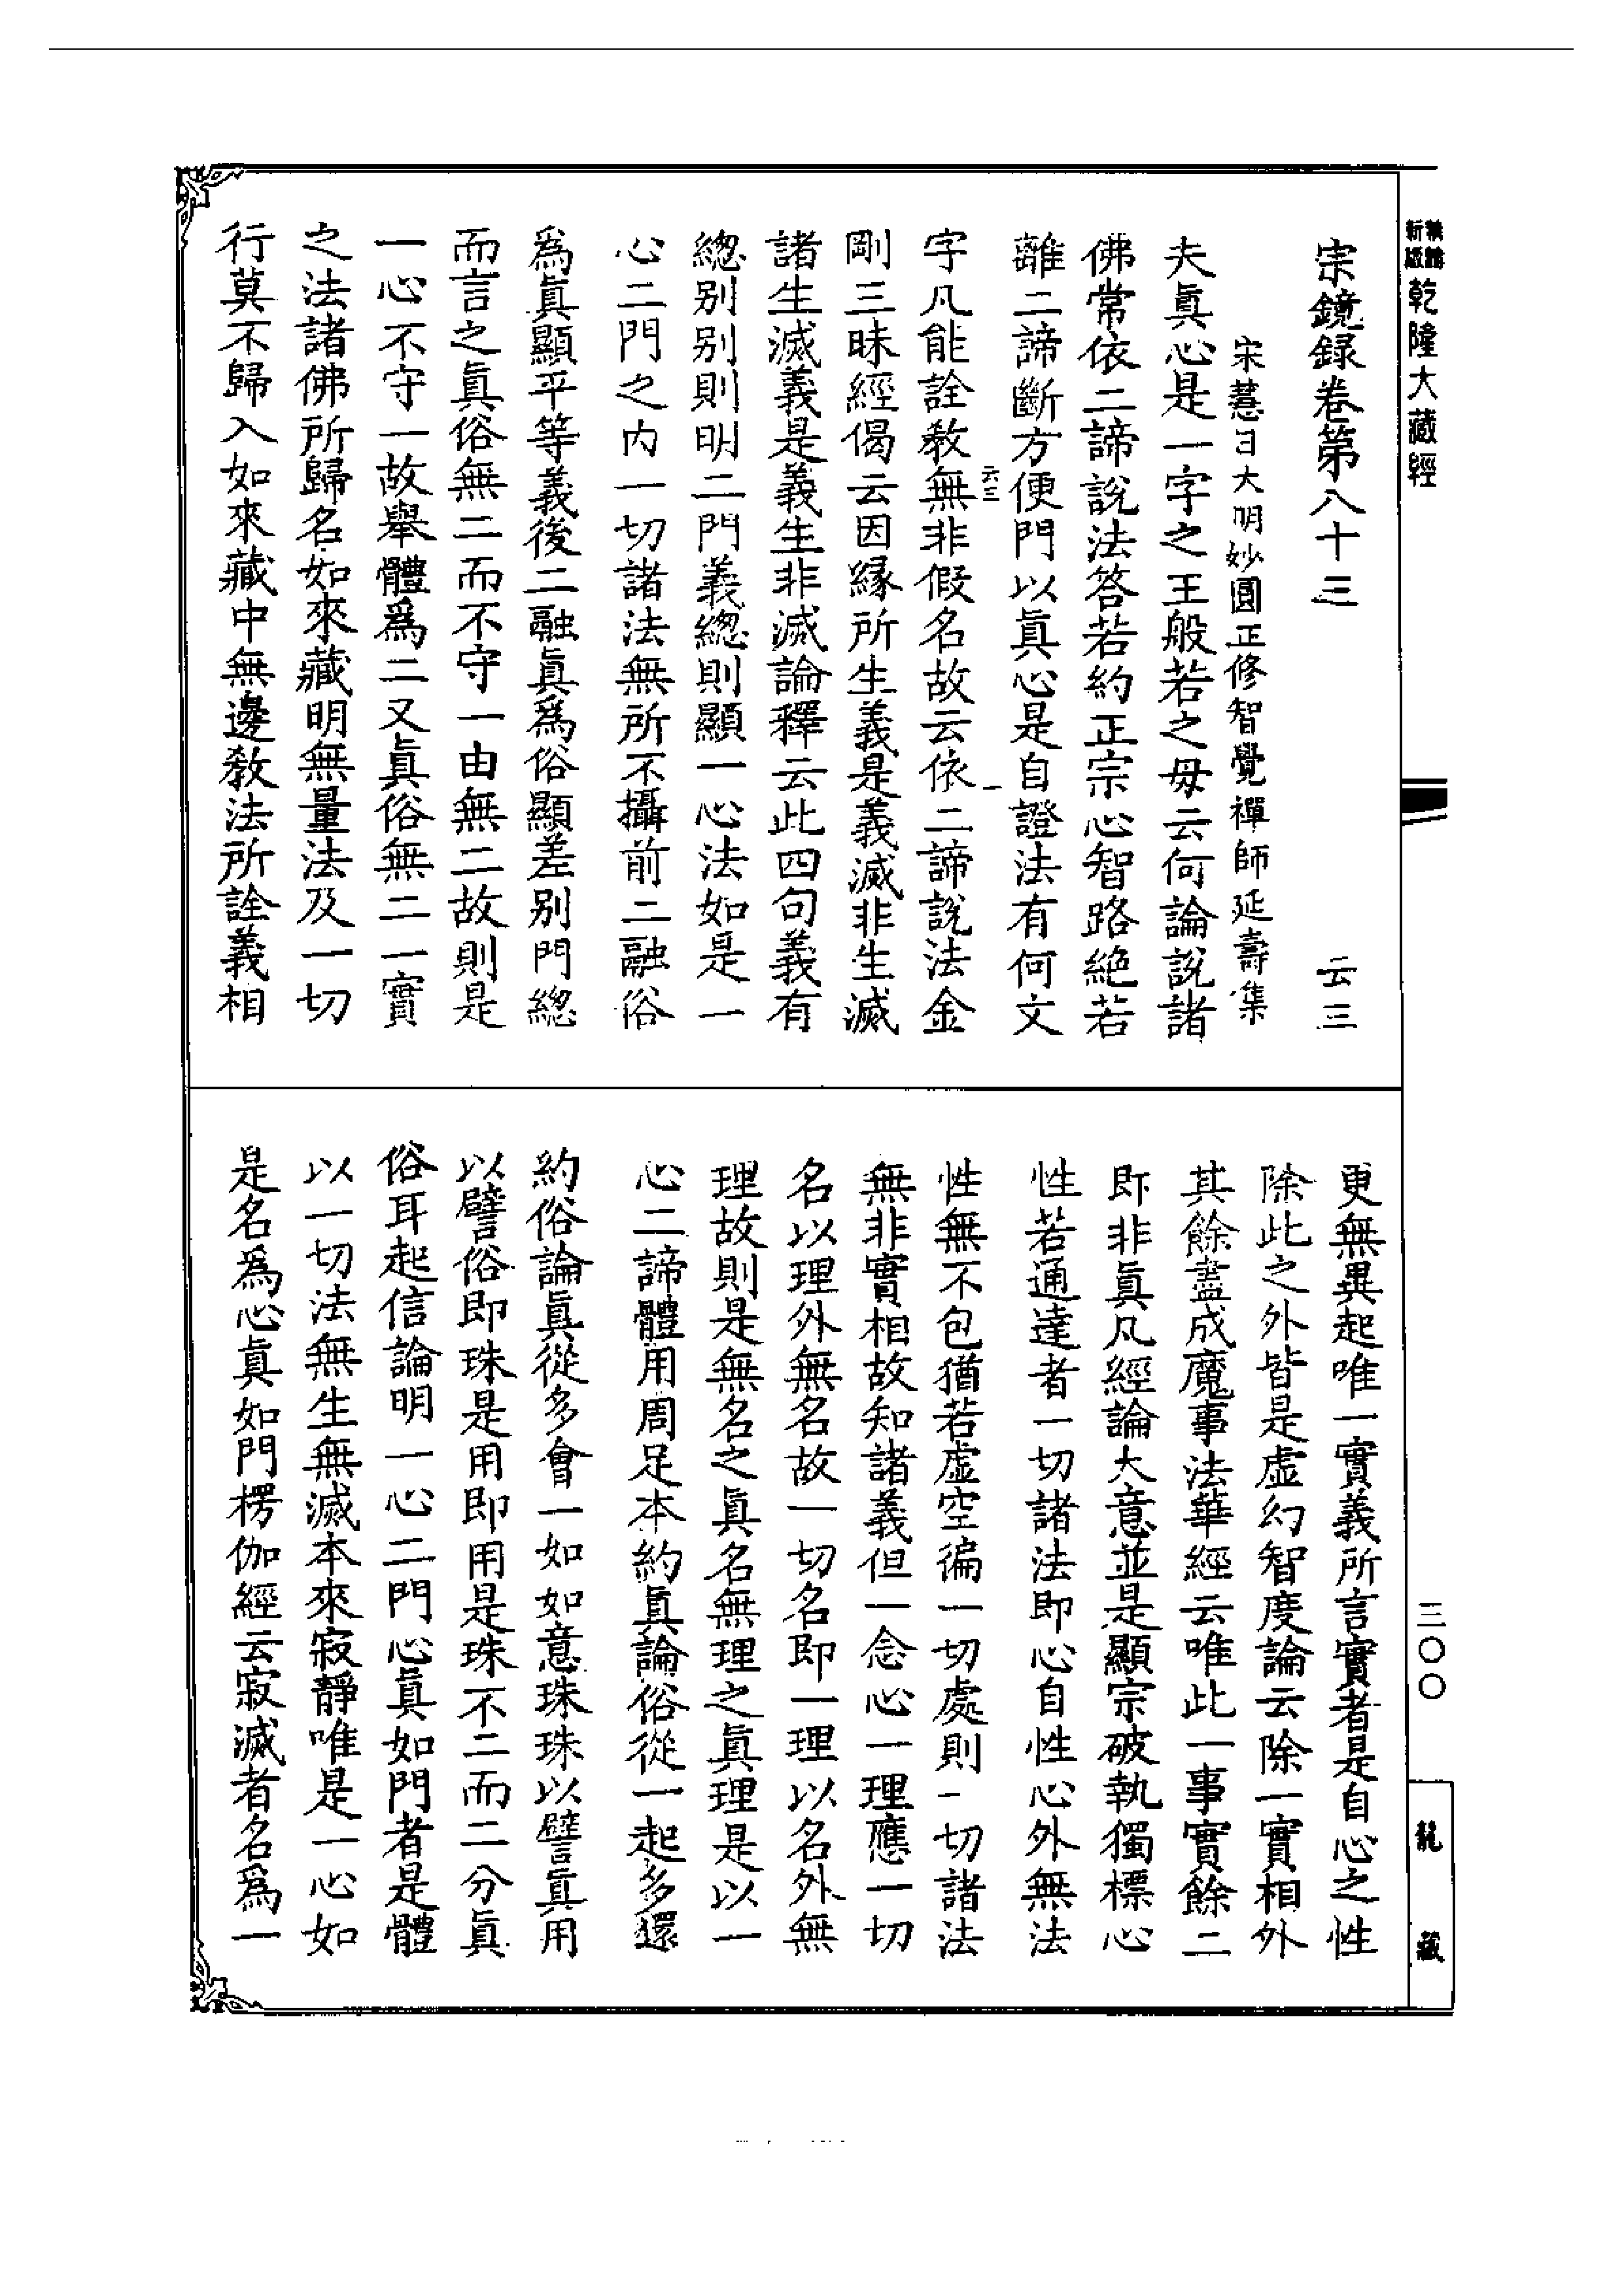 乾隆大藏經
宗鏡録卷第八十三　云三
宋慧日大明妙圓正修智覺禪師延壽集
夫眞心是一字之王般若之母云何論說諸
佛常依二諦說法答若約正宗心智路絶若
離二諦斷方便門以眞心是自證法有何文
字凡能詮教無非假名故云依二諦說法金
剛三昧經偈云因縁所生義是義滅非生滅
諸生滅義是義生非滅論釋云此四句義有
總别别則明二門義總則顯一心法如是一
心二門之内一切諸法無所不攝前二融俗
爲眞顯平等義後二融眞爲俗顯差别門總
而言之眞俗無二而不守一由無二故則是
一心不守一故舉體爲二又眞俗無二一實
之法諸佛所歸名如來藏明無量法及一切
行莫不歸入如來藏中無邊教法所詮義相
更無異起唯一實義所言實者是自心之性
除此之外皆是虚幻智度論云除一實相外
其餘盡成魔事法華經云唯此一事實餘二
即非眞凡經論大意並是顯宗破執獨標心
性若通達者一切諸法即心自性心外無法
性無不包猶若虚空徧一切處則一切諸法
無非實相故知諸義但一念心一理應一切
名以理外無名故一切名即一理以名外無
理故則是無名之眞名無理之眞理是以一
心二諦體用周足本約眞論俗從一起多還
約俗論眞從多會一如如意珠珠以譬眞用
以譬俗即珠是用即用是珠不二而二分眞
俗耳起信論明一心二門心眞如門者是體
以一切法無生無滅本來寂靜唯是一心如
是名爲心眞如門楞伽經云寂滅者名爲一
三〇〇
龍藏